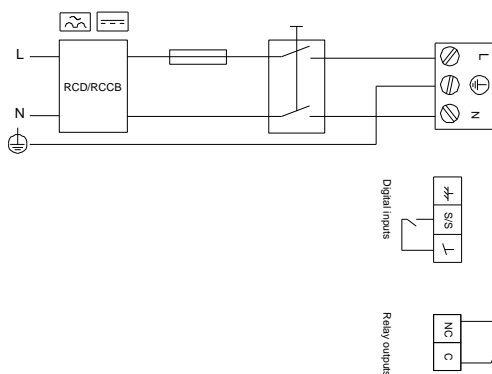 L
RCD/RCCB
N
L
N
Digital inputs
S/S
Relay outputs
NC
C